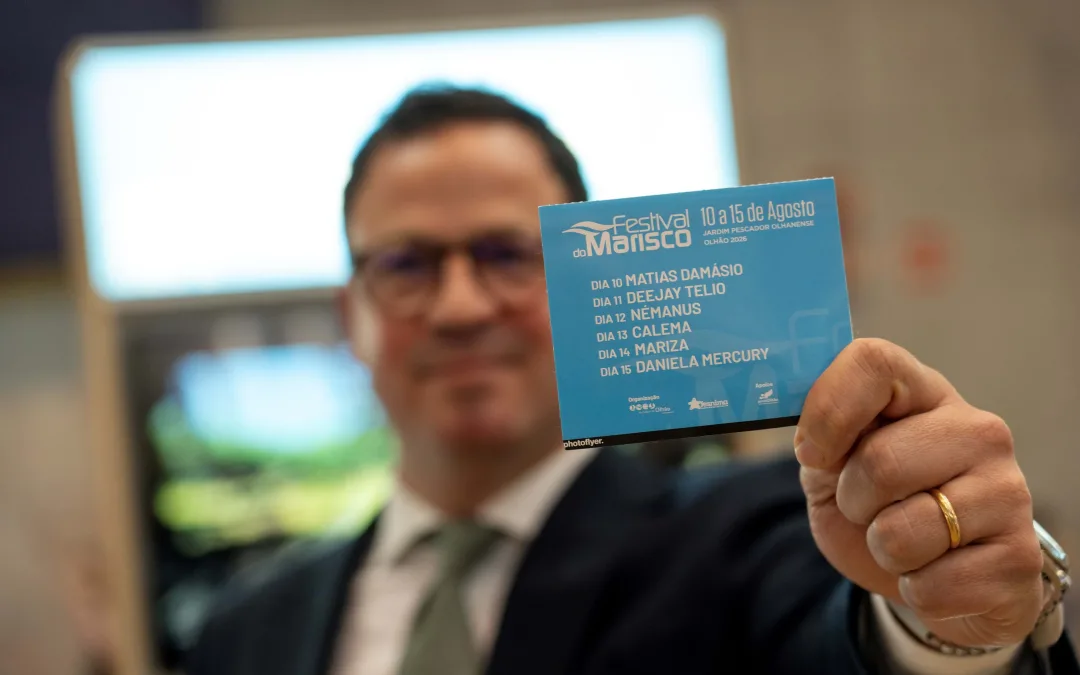 Festival
do Marisco
10 a 15 de Agosto
JARDIM PESCADOR OLHANENSE
OLHÃO 2026
DIA 10 MATIAS DAMÁSIO
DIA 11 DEEJAY TELIO
DIA 12 NÉMANUS
DIA 13 CALEMA
DIA 14 MARIZA
DIA 15 DANIELA MERCURY
Organização
photoflyer.